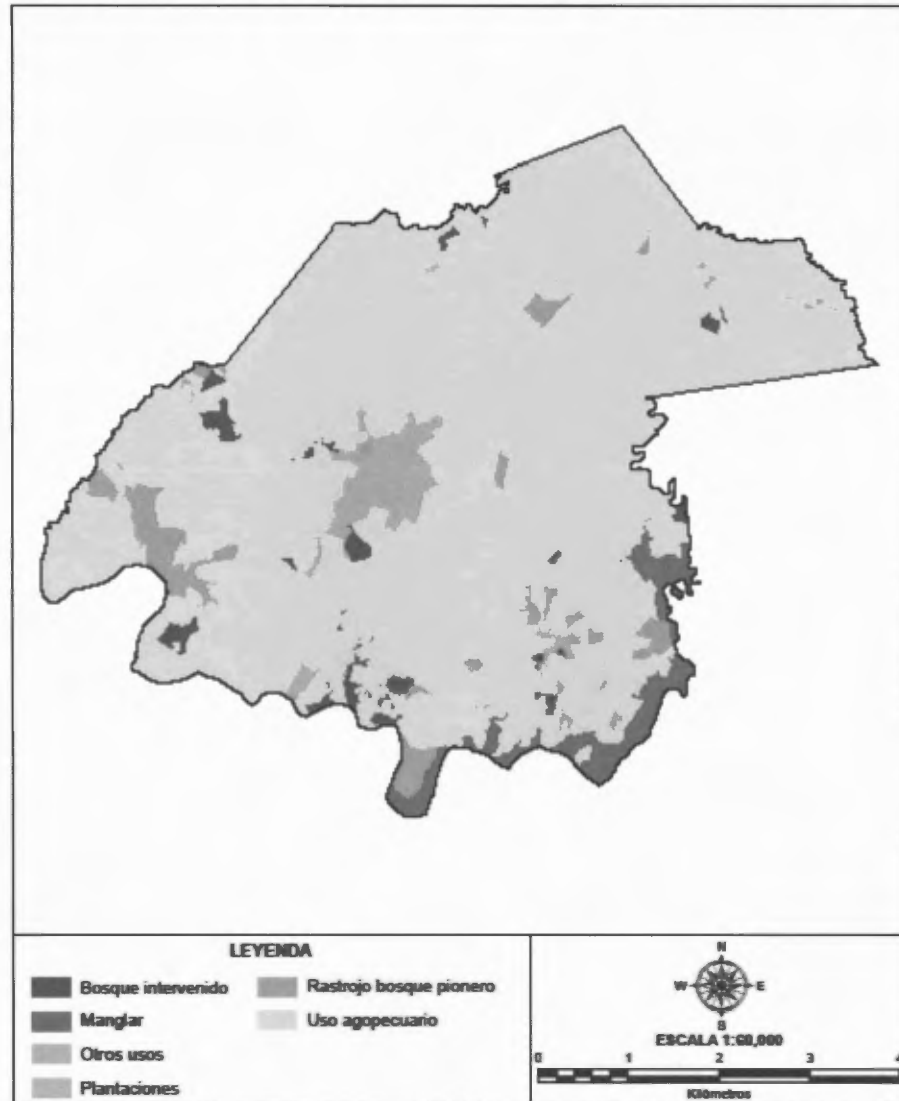 LEYENDA
Bosque intervenido
Manglar
Otros usos
Plantaciones
Rastrojo bosque pionero
Uso agopecuario
N
W E
S
ESCALA 1:60,000
0 1 2 3 4
Kilómetros